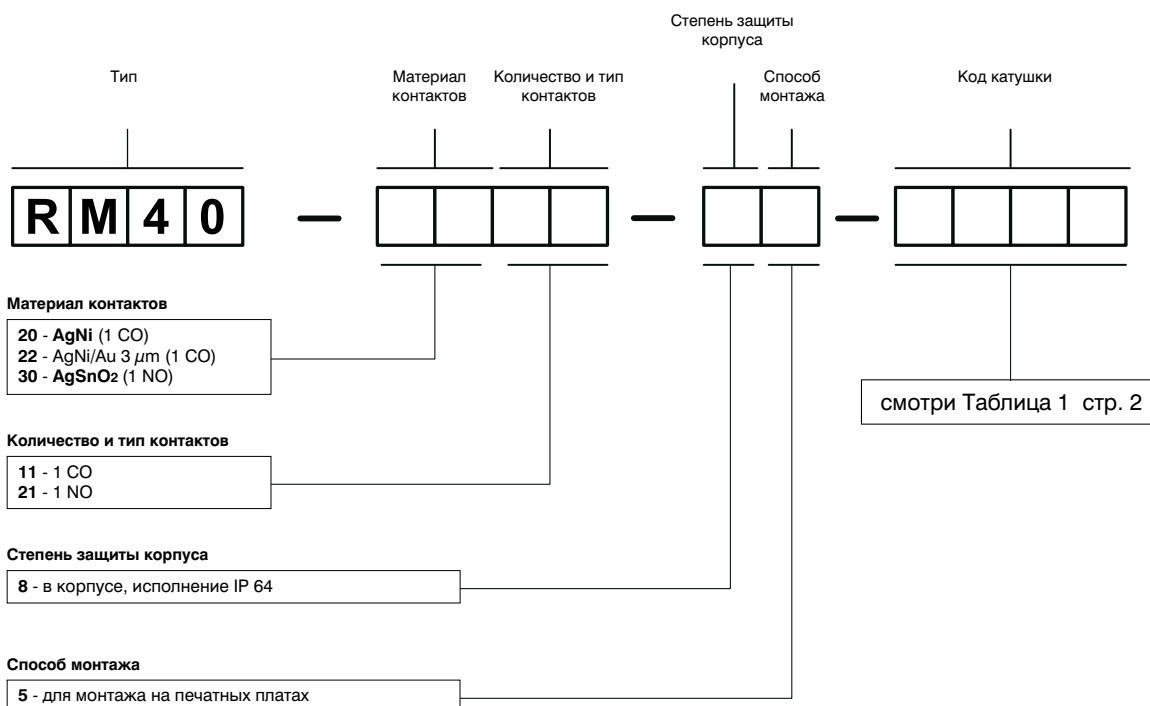 Степень защиты
корпуса
Тип
Материал
контактов
Количество и тип
контактов
Способ
монтажа
Код катушки
RM40 — — —
Материал контактов
20 - AgNi (1 CO)
22 - AgNi/Au 3 µm (1 CO)
30 - AgSnO2 (1 NO)
смотри Таблица 1 стр. 2
Количество и тип контактов
11 - 1 CO
21 - 1 NO
Степень защиты корпуса
8 - в корпусе, исполнение IP 64
Способ монтажа
5 - для монтажа на печатных платах